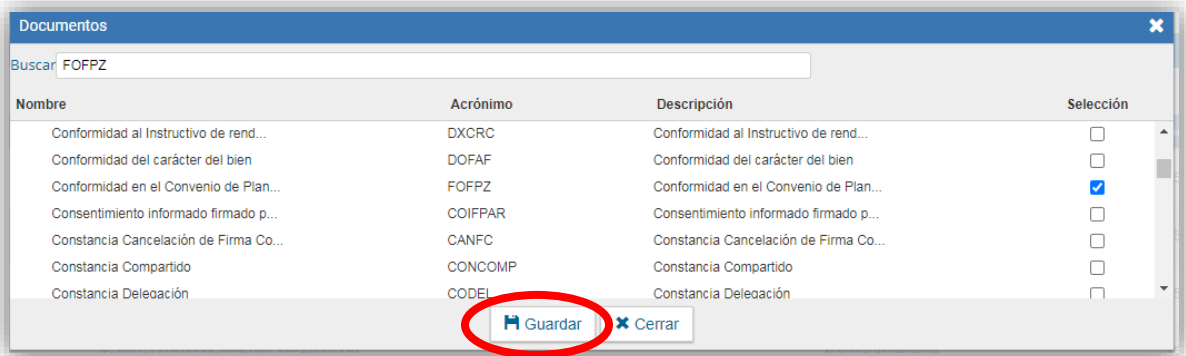 Documentos
Buscar FOFPZ
Nombre Acrónimo Descripción Selección
Conformidad al Instructivo de rend... DXCRC Conformidad al Instructivo de rend...
Conformidad del carácter del bien DOFAF Conformidad del carácter del bien
Conformidad en el Convenio de Plan... FOFPZ Conformidad en el Convenio de Plan...
Consentimiento informado firmado p... COIFPAR Consentimiento informado firmado p...
Constancia Cancelación de Firma Co... CANFC Constancia Cancelación de Firma Co...
Constancia Compartido CONCOMP Constancia Compartido
Constancia Delegación CODEL Constancia Delegación
Guardar Cerrar